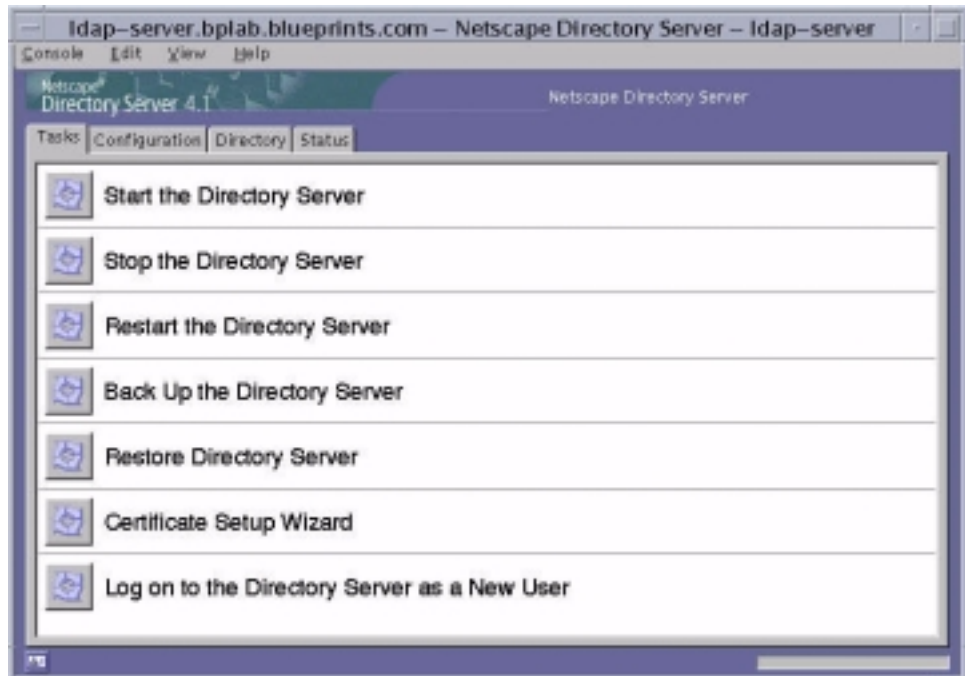 ldap-server.bplab.blueprints.com – Netscape Directory Server – ldap-server
Console Edit View Help
Netscape®
Directory Server 4.1
Netscape Directory Server
Tasks Configuration Directory Status
Start the Directory Server
Stop the Directory Server
Restart the Directory Server
Back Up the Directory Server
Restore Directory Server
Certificate Setup Wizard
Log on to the Directory Server as a New User